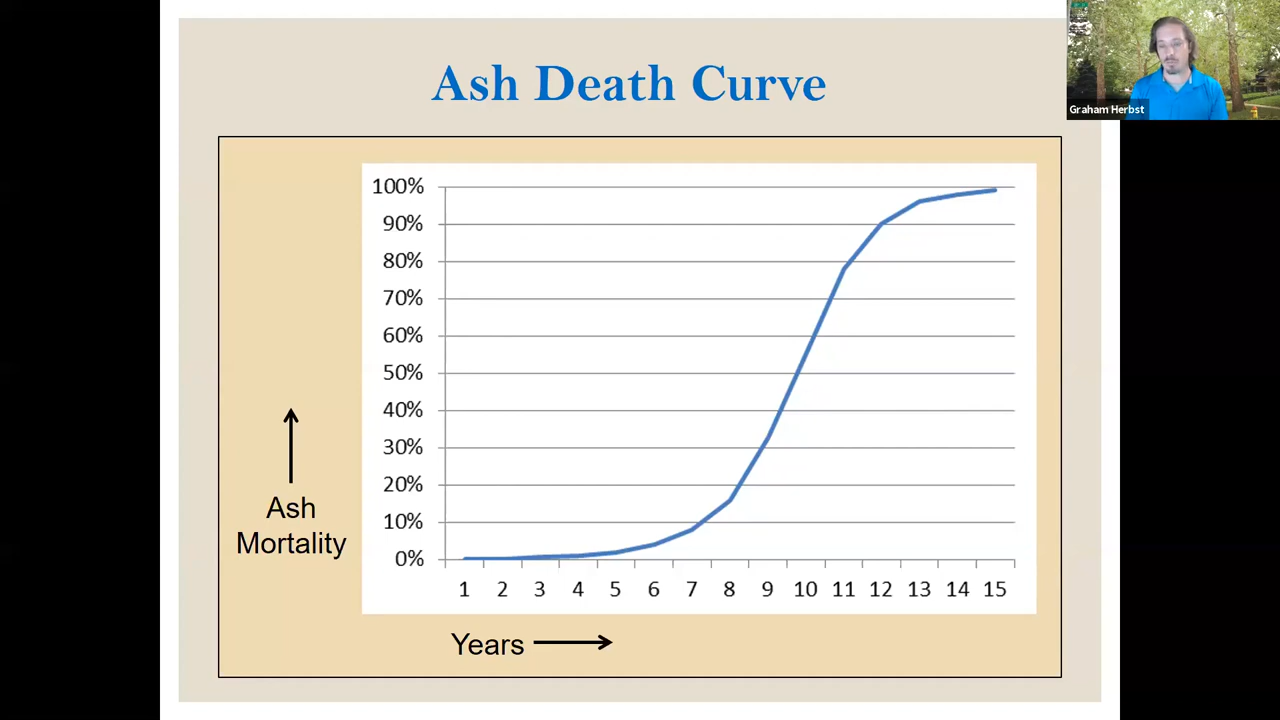 Ash Death Curve
Graham Herbst
100%
90%
80%
70%
60%
50%
40%
30%
20%
10%
0%
Ash
Mortality
1 2 3 4 5 6 7 8 9 10 11 12 13 14 15
Years